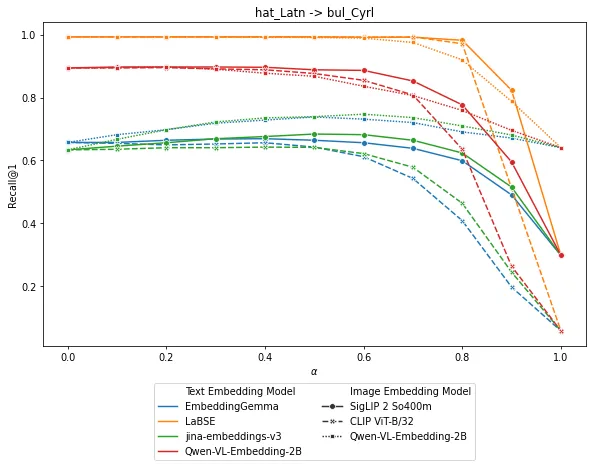 hat_Latn -> bul_Cyrl
Recall@1
1.0
0.8
0.6
0.4
0.2
0.0 0.2 0.4 0.6 0.8 1.0
α
Text Embedding Model Image Embedding Model
EmbeddingGemma SigLIP 2 So400m
LaBSE CLIP ViT-B/32
jina-embeddings-v3 Qwen-VL-Embedding-2B
Qwen-VL-Embedding-2B